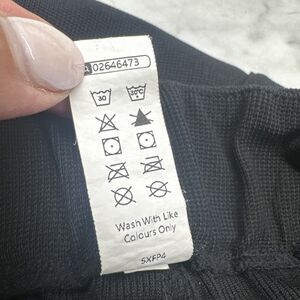 A 02646473
30 30°C
Wash With Like
Colours Only
SXFP4